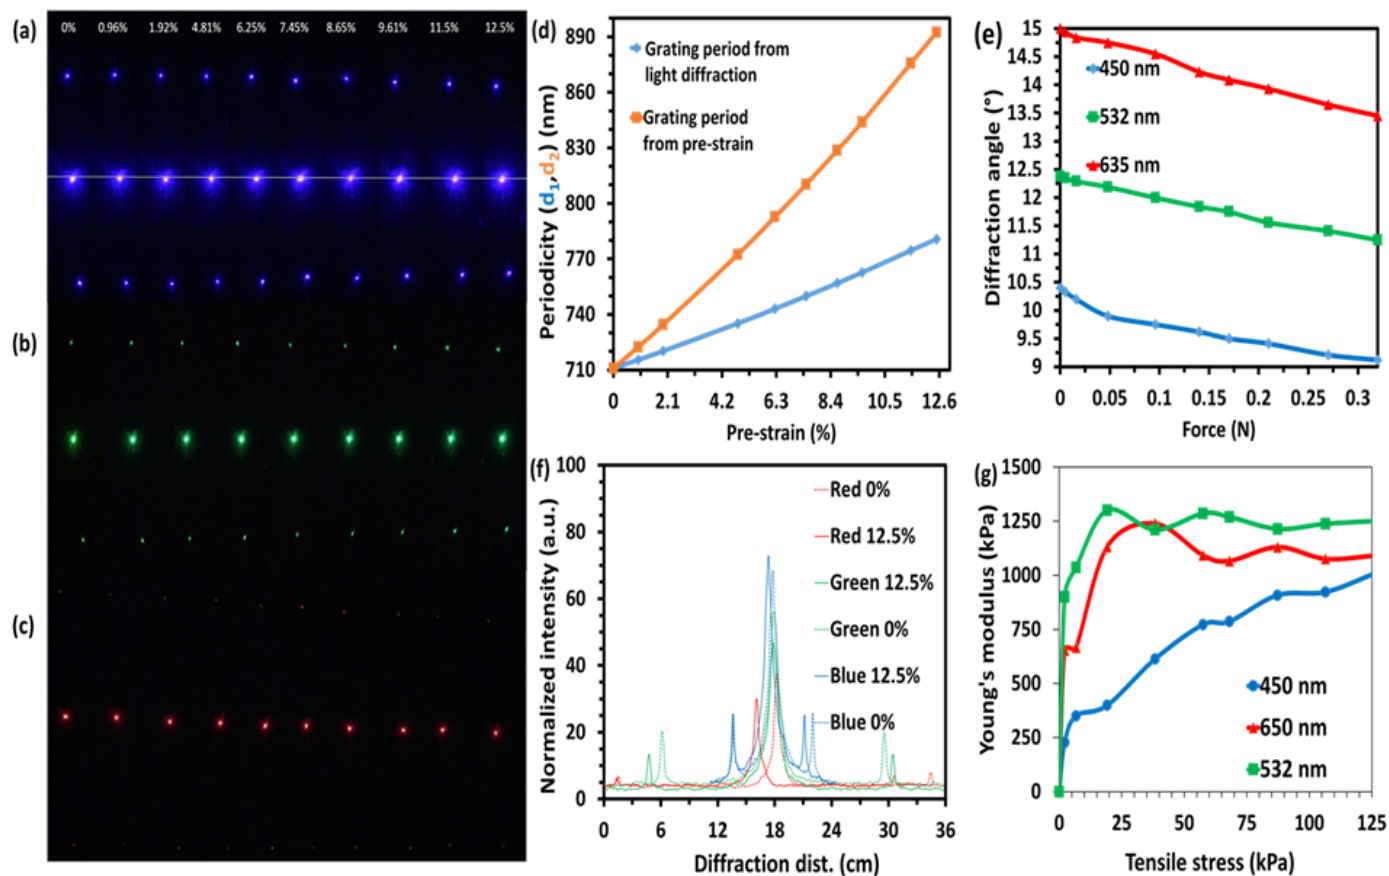 (a)
0% 0.96% 1.92% 4.81% 6.25% 7.45% 8.65% 9.61% 11.5% 12.5%
(b)
(c)
(d)
890
860
830
800
770
740
710
Periodicity (d1,d2) (nm)
Grating period from
light diffraction
Grating period
from pre-strain
0 2.1 4.2 6.3 8.4 10.5 12.6
Pre-strain (%)
(e)
15
14.5
14
13.5
13
12.5
12
11.5
11
10.5
10
9.5
9
Diffraction angle (°)
450 nm
532 nm
635 nm
0 0.05 0.1 0.15 0.2 0.25 0.3
Force (N)
(f)
100
80
60
40
20
0
Normalized intensity (a.u.)
Red 0%
Red 12.5%
Green 12.5%
Green 0%
Blue 12.5%
Blue 0%
0 6 12 18 24 30 36
Diffraction dist. (cm)
(g)
1500
1250
1000
750
500
250
0
Young's modulus (kPa)
450 nm
650 nm
532 nm
0 25 50 75 100 125
Tensile stress (kPa)